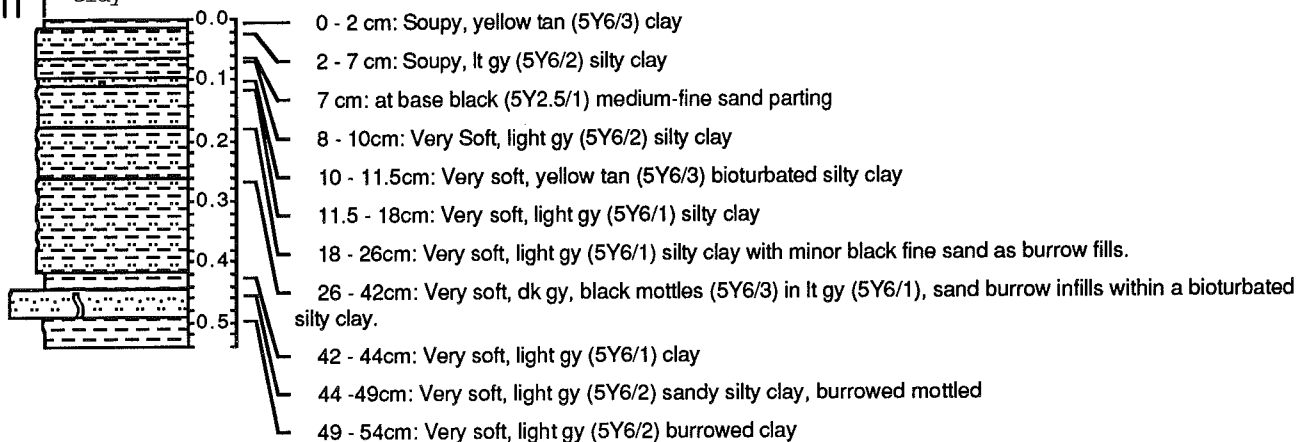 clay
0.0
0.1
0.2
0.3
0.4
0.5
0 - 2 cm: Soupy, yellow tan (5Y6/3) clay
2 - 7 cm: Soupy, lt gy (5Y6/2) silty clay
7 cm: at base black (5Y2.5/1) medium-fine sand parting
8 - 10cm: Very Soft, light gy (5Y6/2) silty clay
10 - 11.5cm: Very soft, yellow tan (5Y6/3) bioturbated silty clay
11.5 - 18cm: Very soft, light gy (5Y6/1) silty clay
18 - 26cm: Very soft, light gy (5Y6/1) silty clay with minor black fine sand as burrow fills.
26 - 42cm: Very soft, dk gy, black mottles (5Y6/3) in lt gy (5Y6/1), sand burrow infills within a bioturbated
silty clay.
42 - 44cm: Very soft, light gy (5Y6/1) clay
44 -49cm: Very soft, light gy (5Y6/2) sandy silty clay, burrowed mottled
49 - 54cm: Very soft, light gy (5Y6/2) burrowed clay